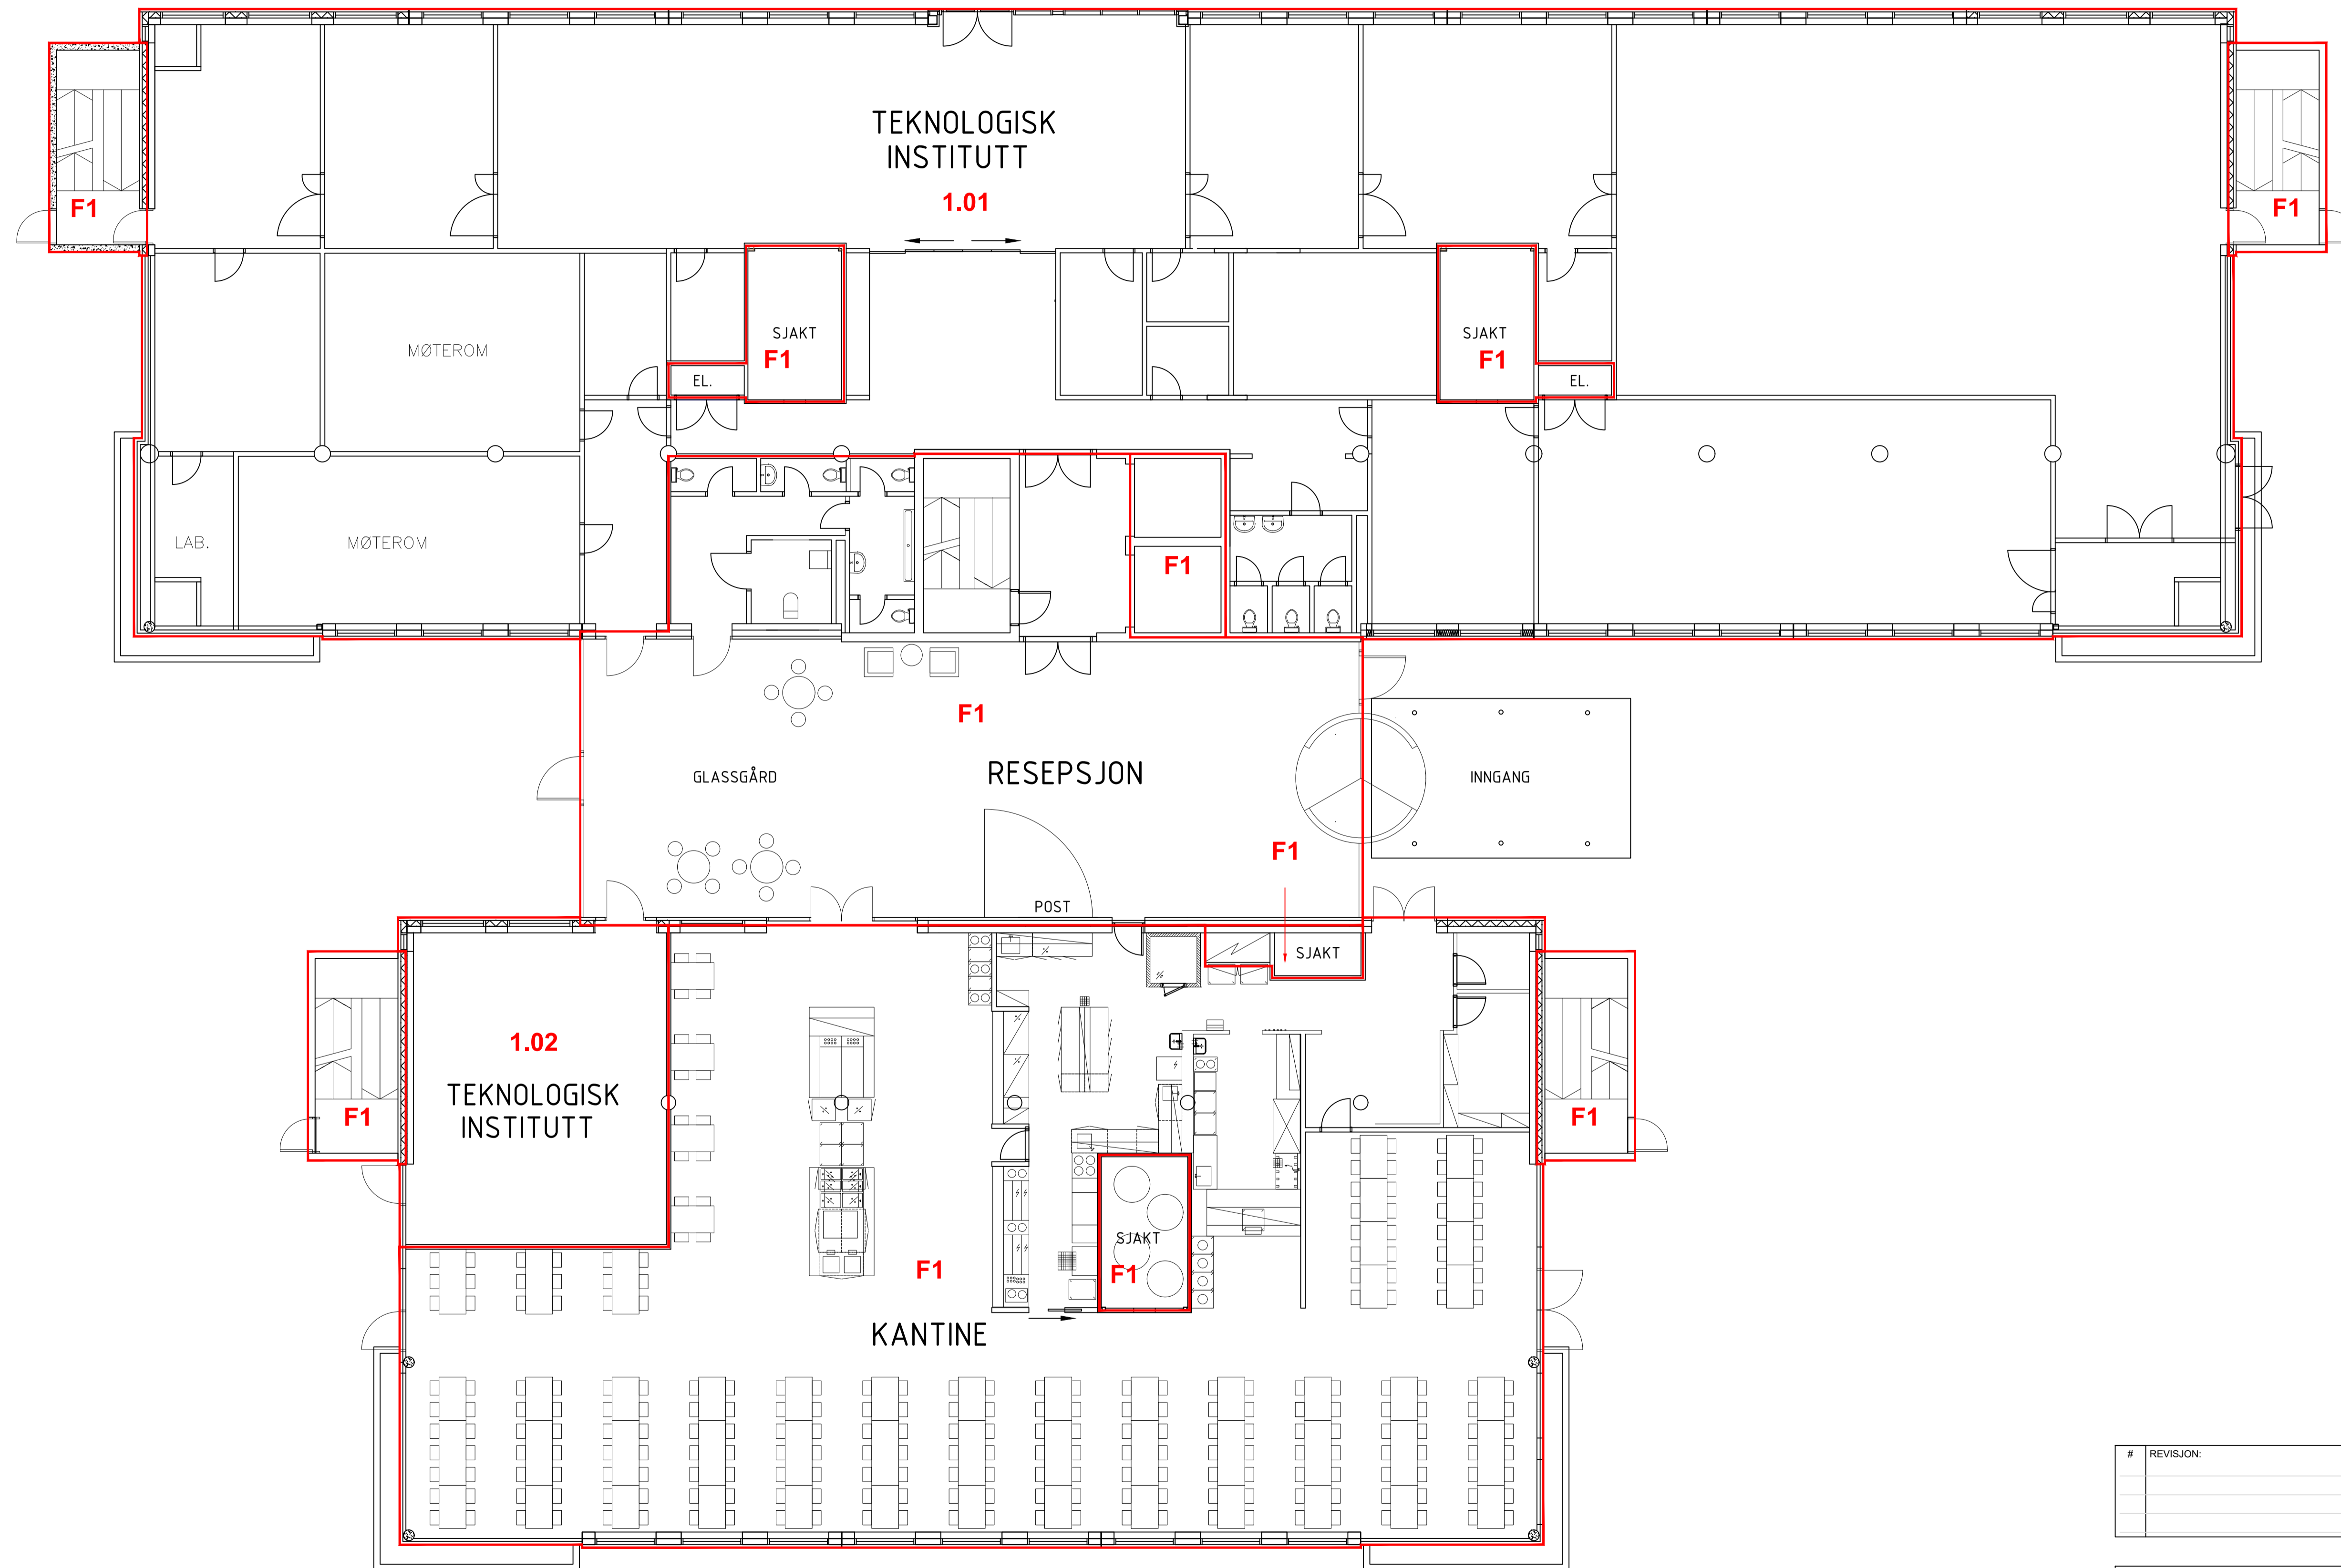 TEKNOLOGISK
INSTITUTT
1.01
F1
F1
SJAKT
F1
SJAKT
F1
MØTEROM
EL.
EL.
LAB.
MØTEROM
F1
F1
GLASSGÅRD
RESEPSJON
INNGANG
F1
POST
SJAKT
1.02
TEKNOLOGISK
INSTITUTT
F1
F1
SJAKT
F1
F1
KANTINE
# REVISJON: